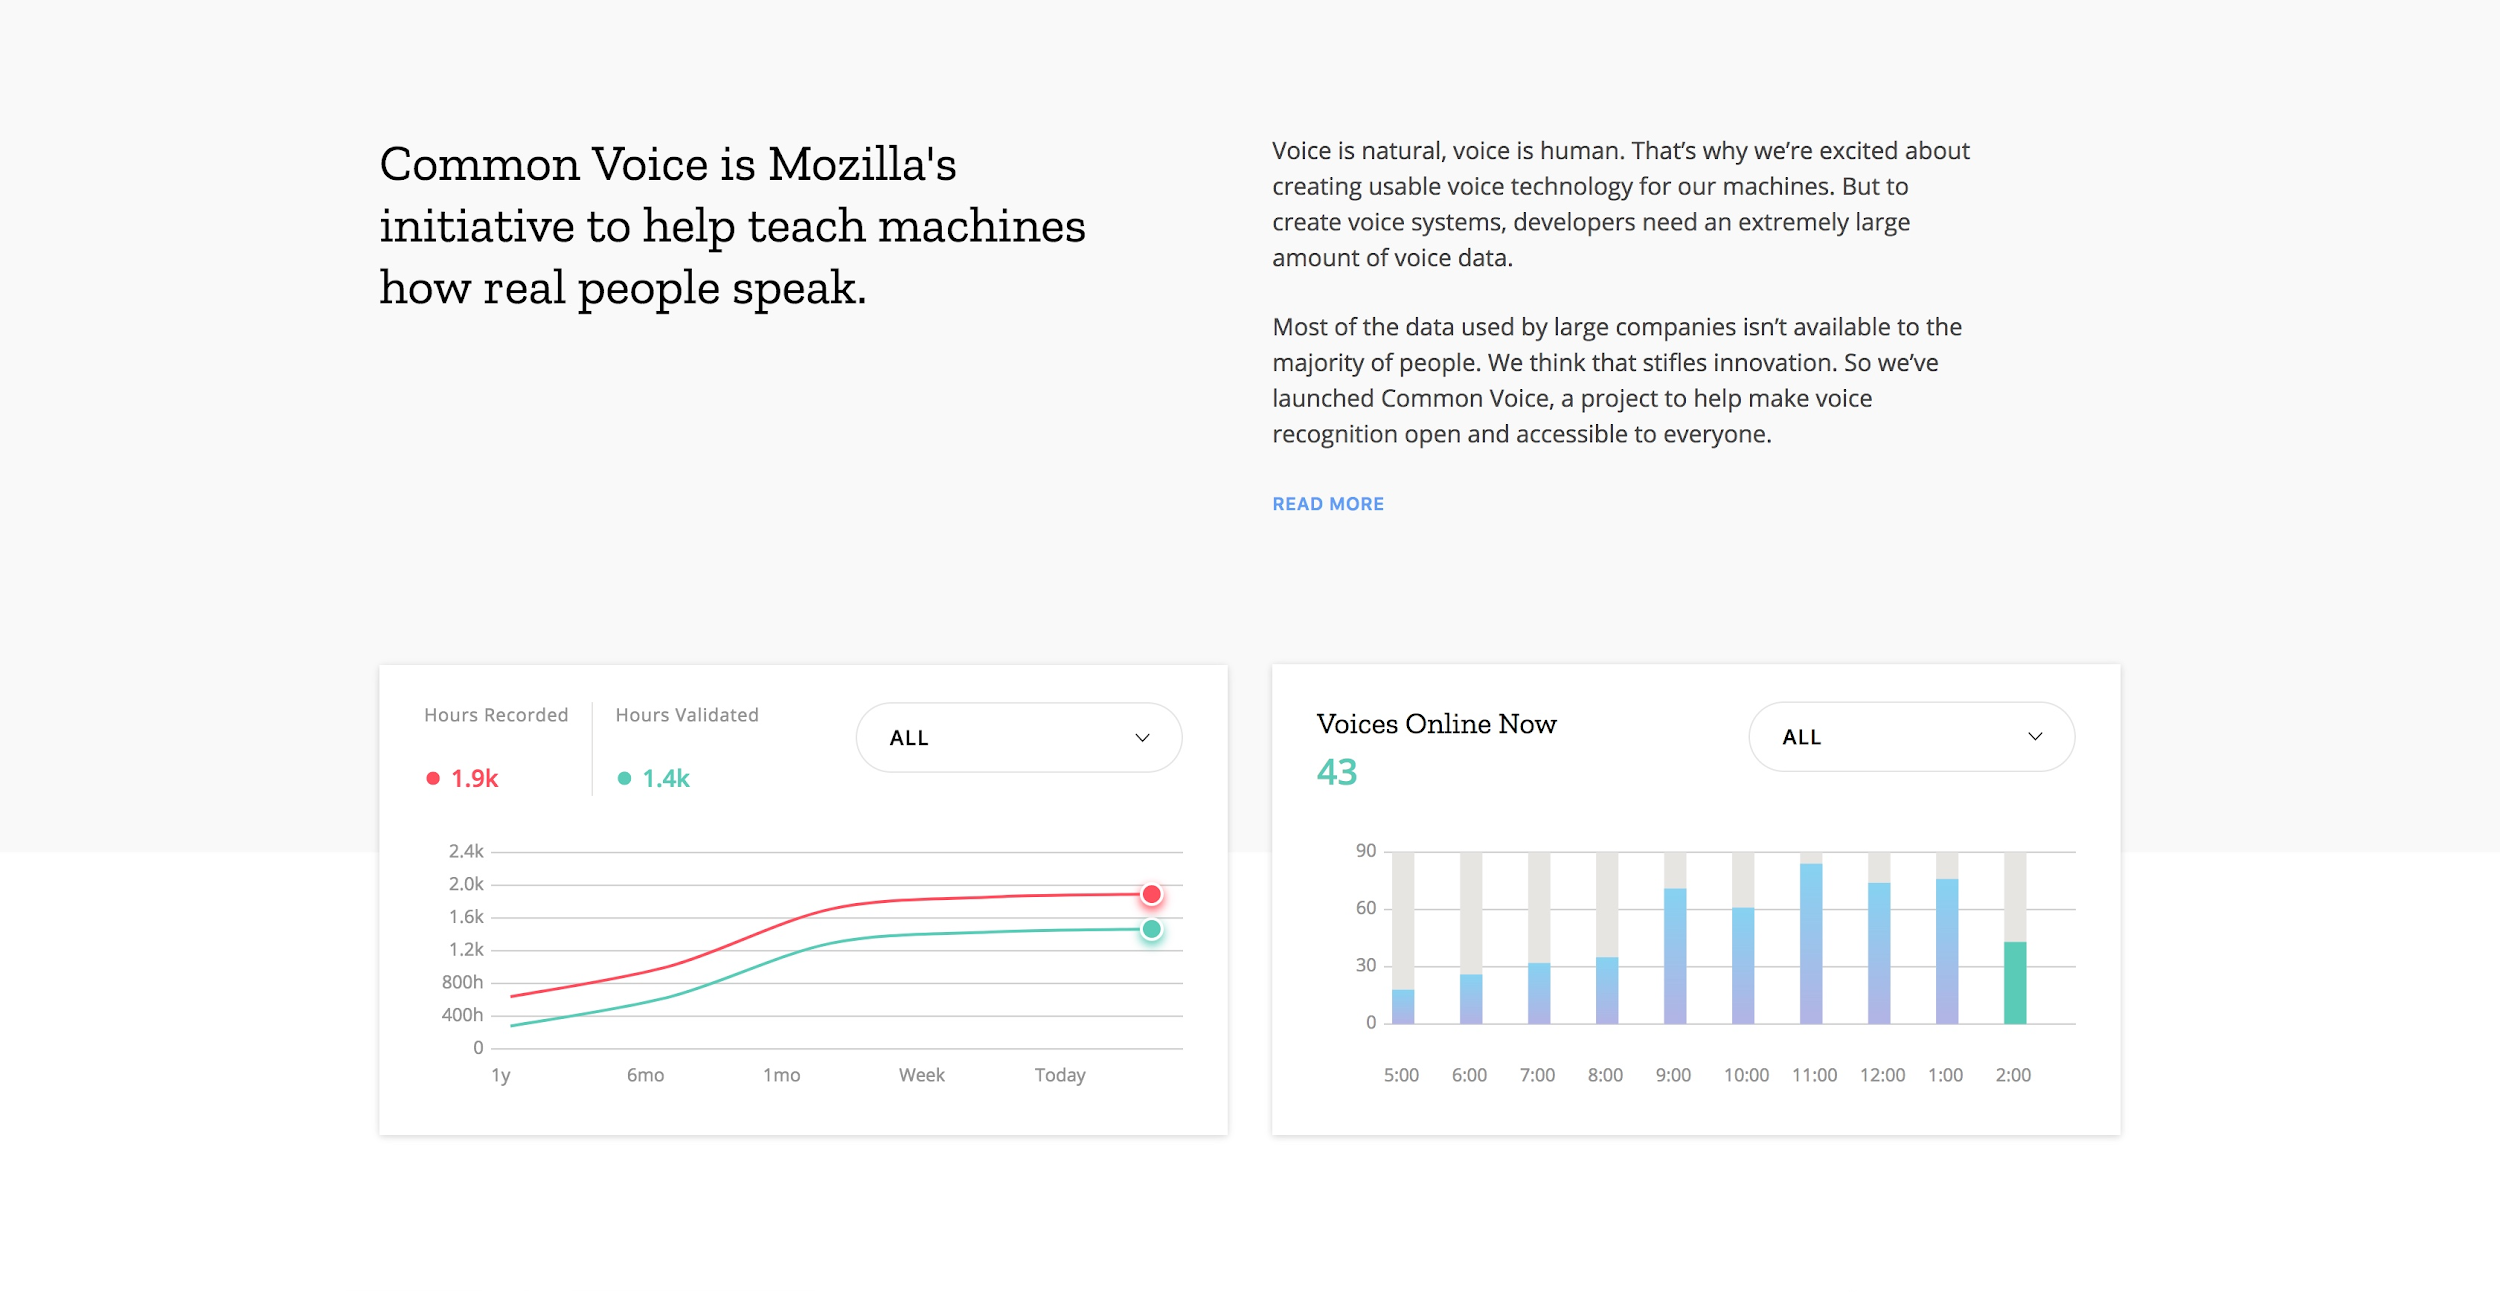 Common Voice is Mozilla's
initiative to help teach machines
how real people speak.
Voice is natural, voice is human. That’s why we’re excited about
creating usable voice technology for our machines. But to
create voice systems, developers need an extremely large
amount of voice data.
Most of the data used by large companies isn’t available to the
majority of people. We think that stifles innovation. So we’ve
launched Common Voice, a project to help make voice
recognition open and accessible to everyone.
READ MORE
Hours Recorded
1.9k
Hours Validated
1.4k
ALL
2.4k
2.0k
1.6k
1.2k
800h
400h
0
1y 6mo 1mo Week Today
Voices Online Now
43
ALL
90
60
30
0
5:00 6:00 7:00 8:00 9:00 10:00 11:00 12:00 1:00 2:00